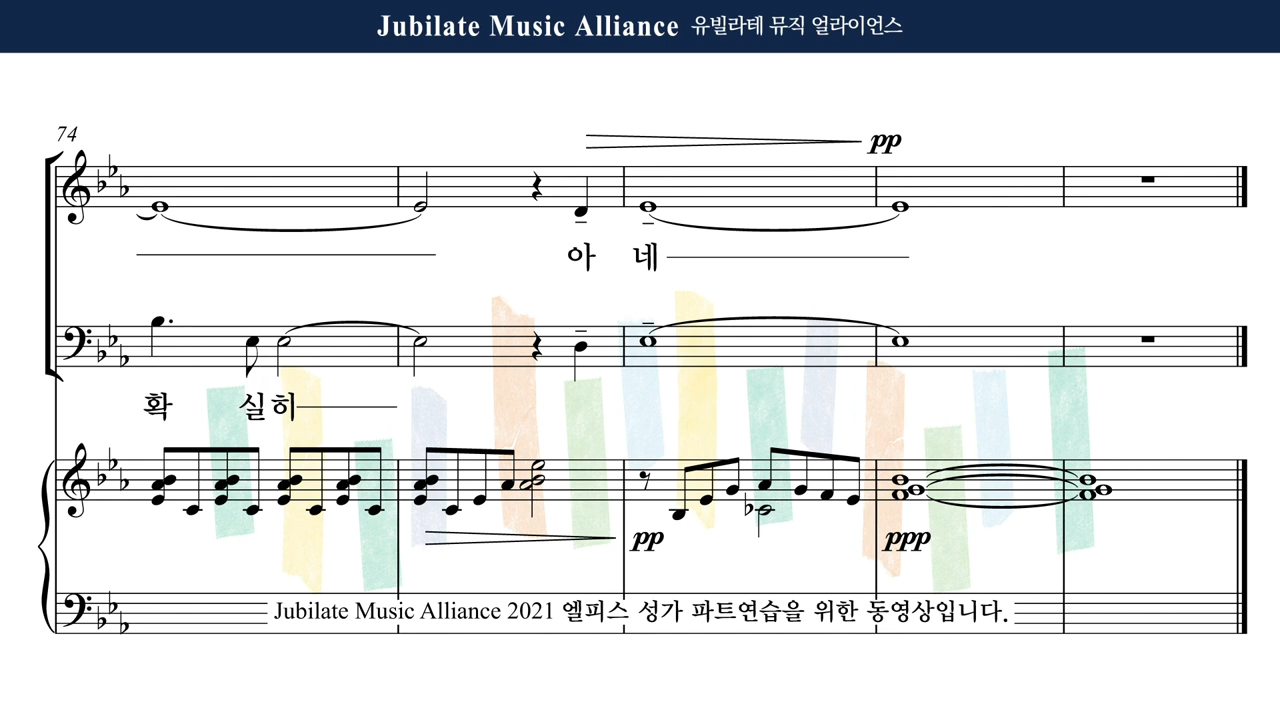 Jubilate Music Alliance 유빌라테 뮤직 얼라이언스
74
pp
아 네
확 실 히
pp ppp
Jubilate Music Alliance 2021 엘피스 성가 파트연습을 위한 동영상입니다.